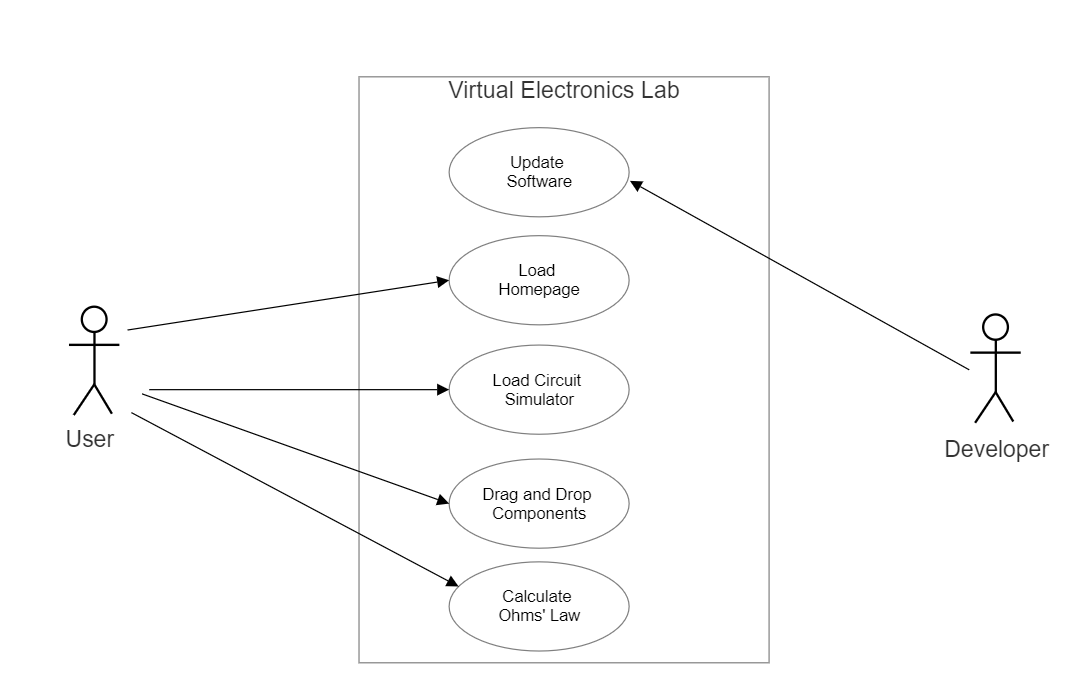 Virtual Electronics Lab
Update
Software
Load
Homepage
Load Circuit
Simulator
User
Developer
Drag and Drop
Components
Calculate
Ohms' Law